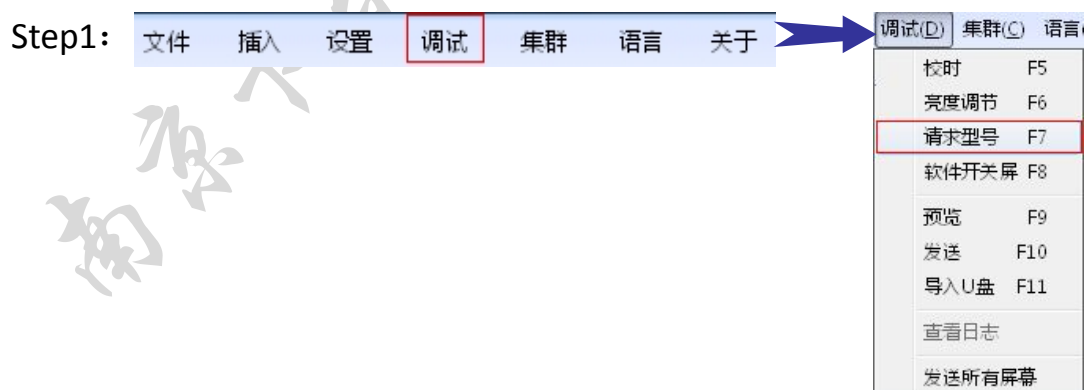 Step1: 文件 插入 设置 调试 集群 语言 关于
调试(D) 集群(C) 语言
校时 F5
亮度调节 F6
请求型号 F7
软件开关屏 F8
预览 F9
发送 F10
导入U盘 F11
查看日志
发送所有屏幕
南京